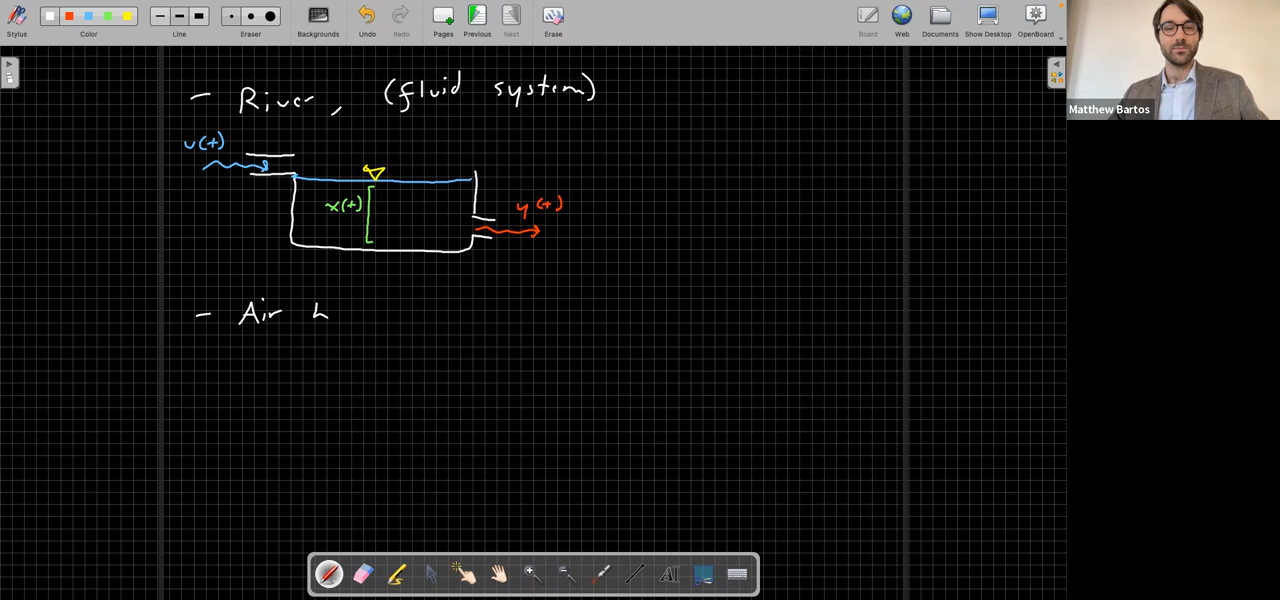 Stylus Color Line Eraser Backgrounds Undo Redo Pages Previous Next Erase Board Web Documents Show Desktop OpenBoard
Matthew Bartos
- River, (fluid system)
u(t)
x(t)
y(t)
- Air h
AI